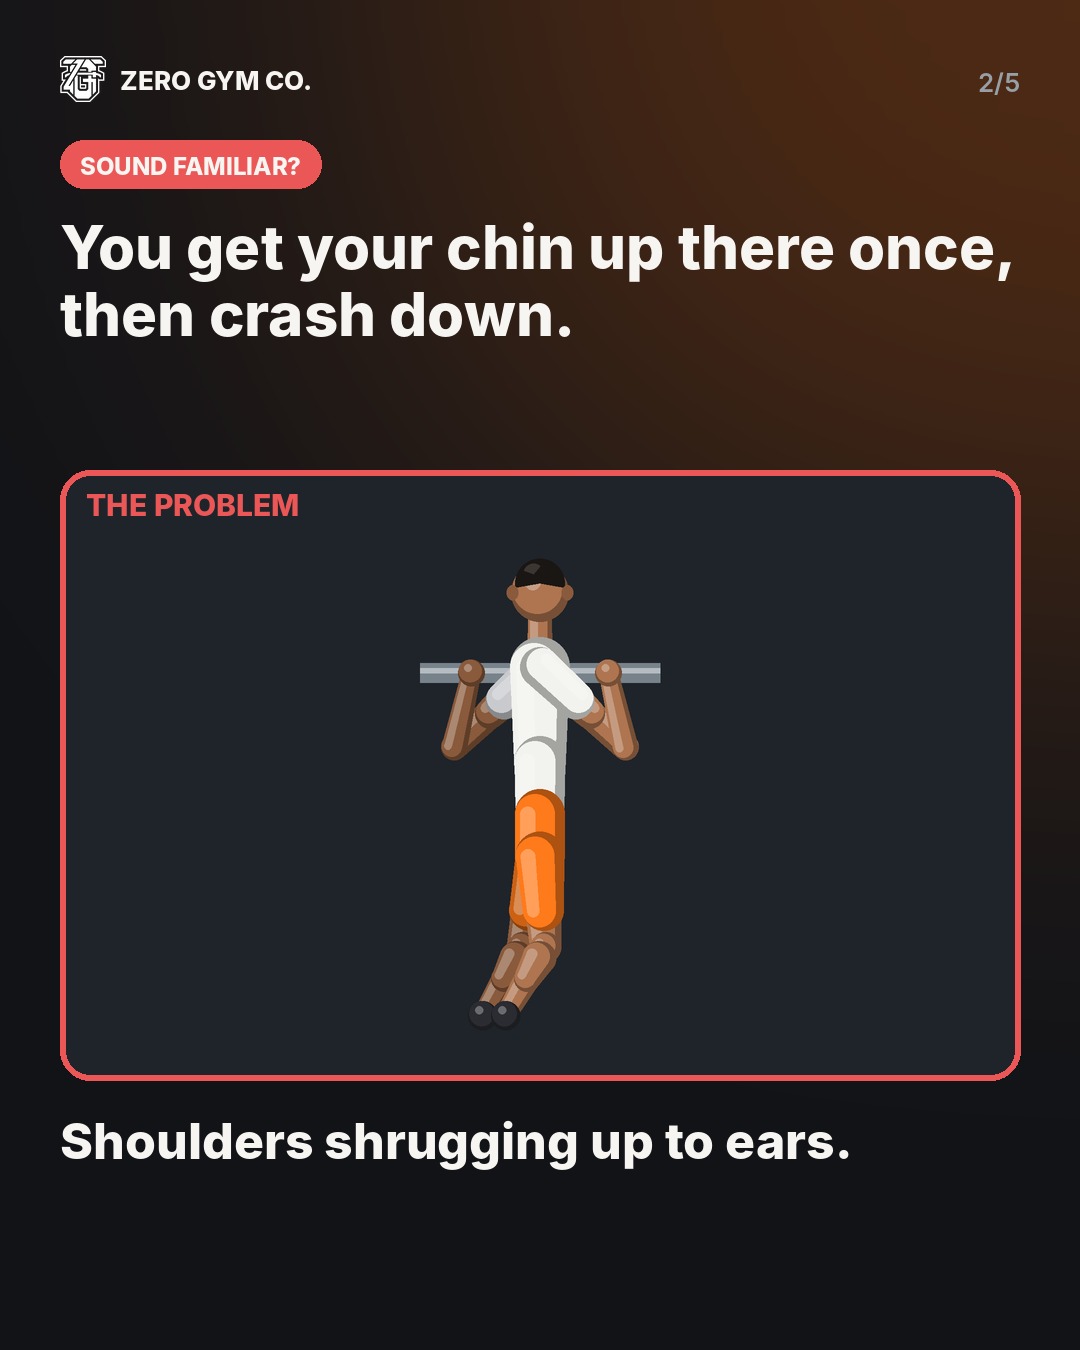 ZERO GYM CO.
2/5
SOUND FAMILIAR?
You get your chin up there once,
then crash down.
THE PROBLEM
Shoulders shrugging up to ears.